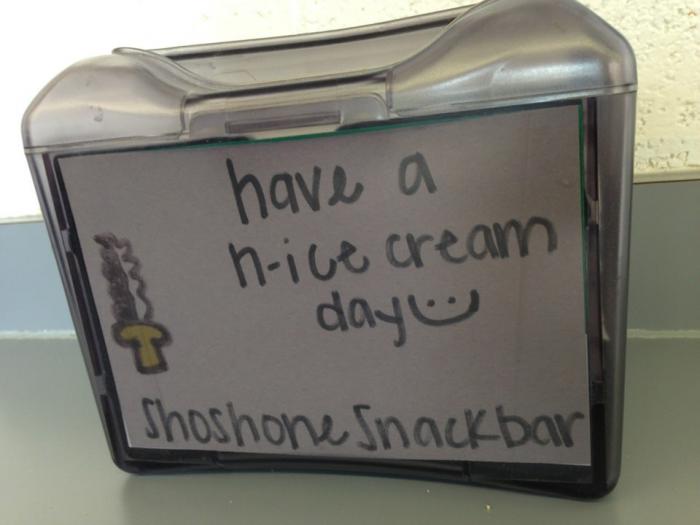 have a
n-ice cream
day
Shoshone Snackbar